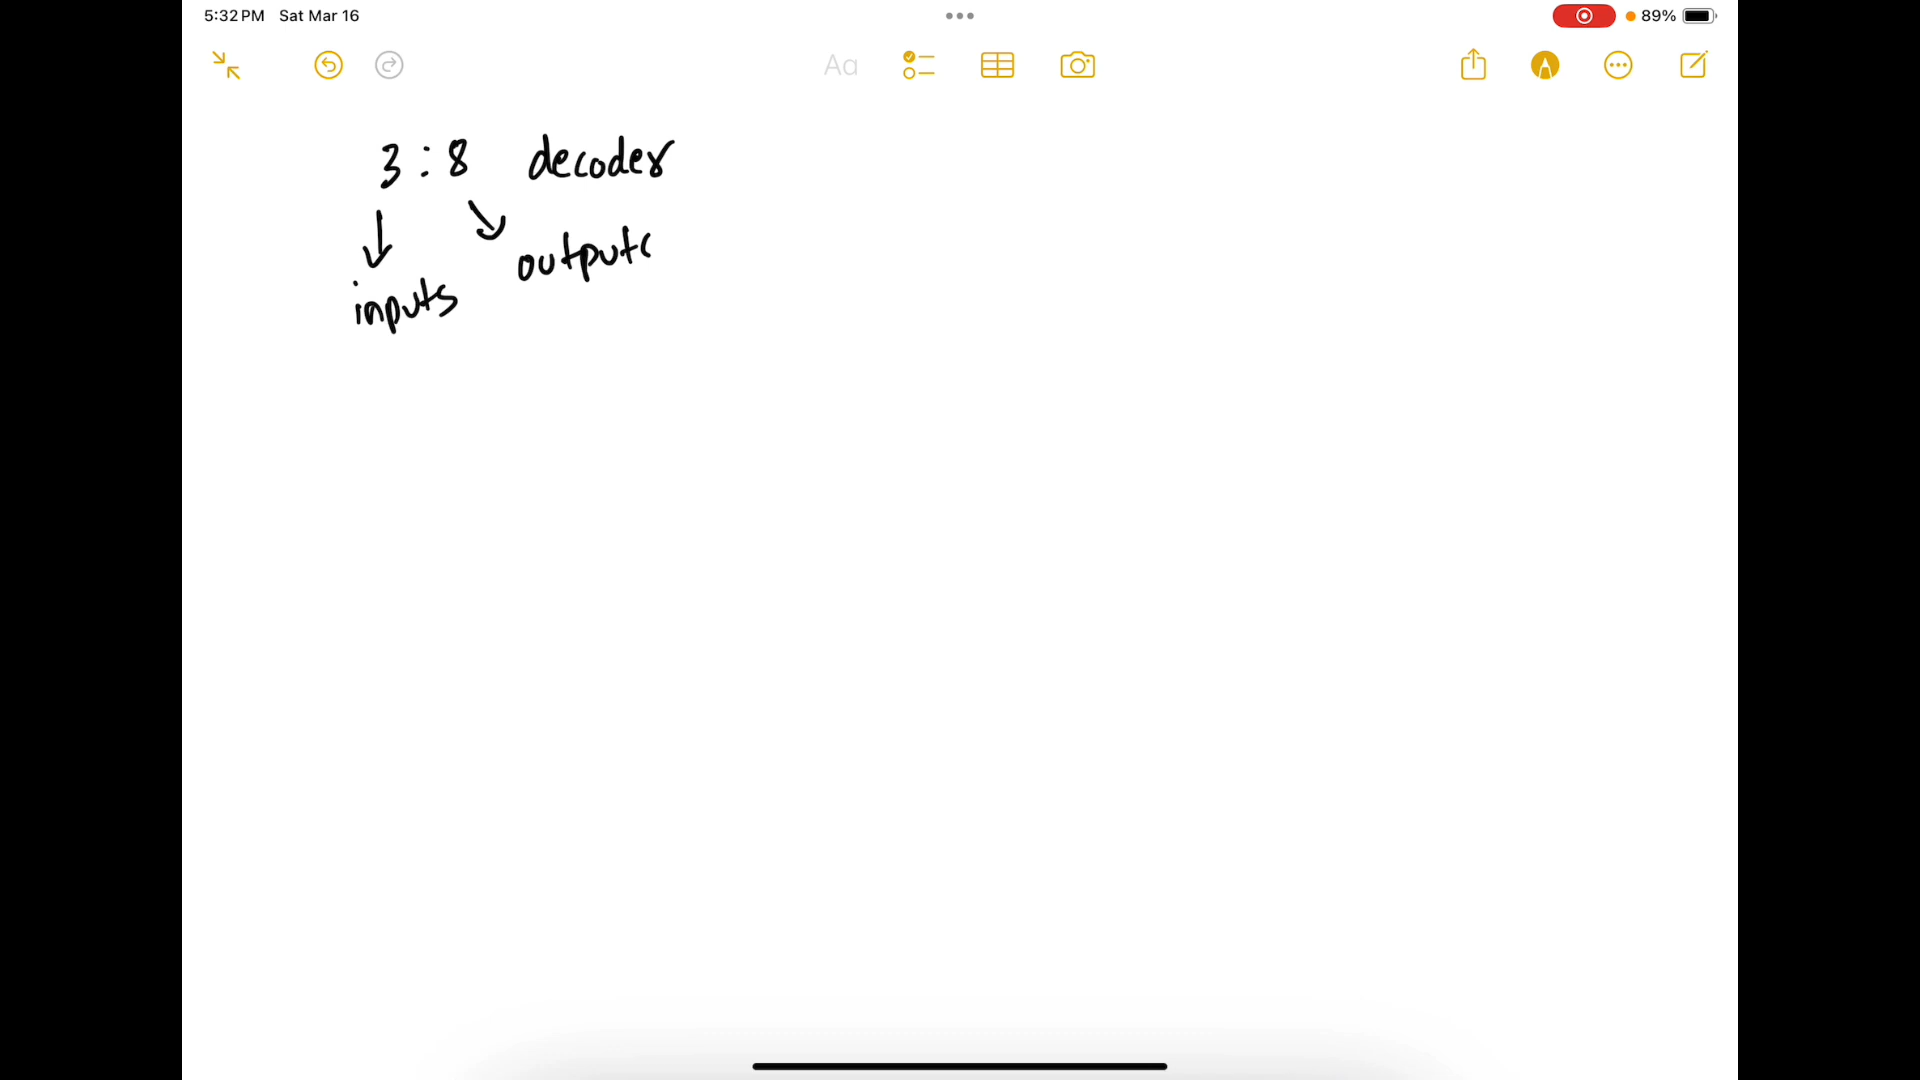 5:32 PM Sat Mar 16
89%
Aa
3 : 8 decoder
outputs
inputs